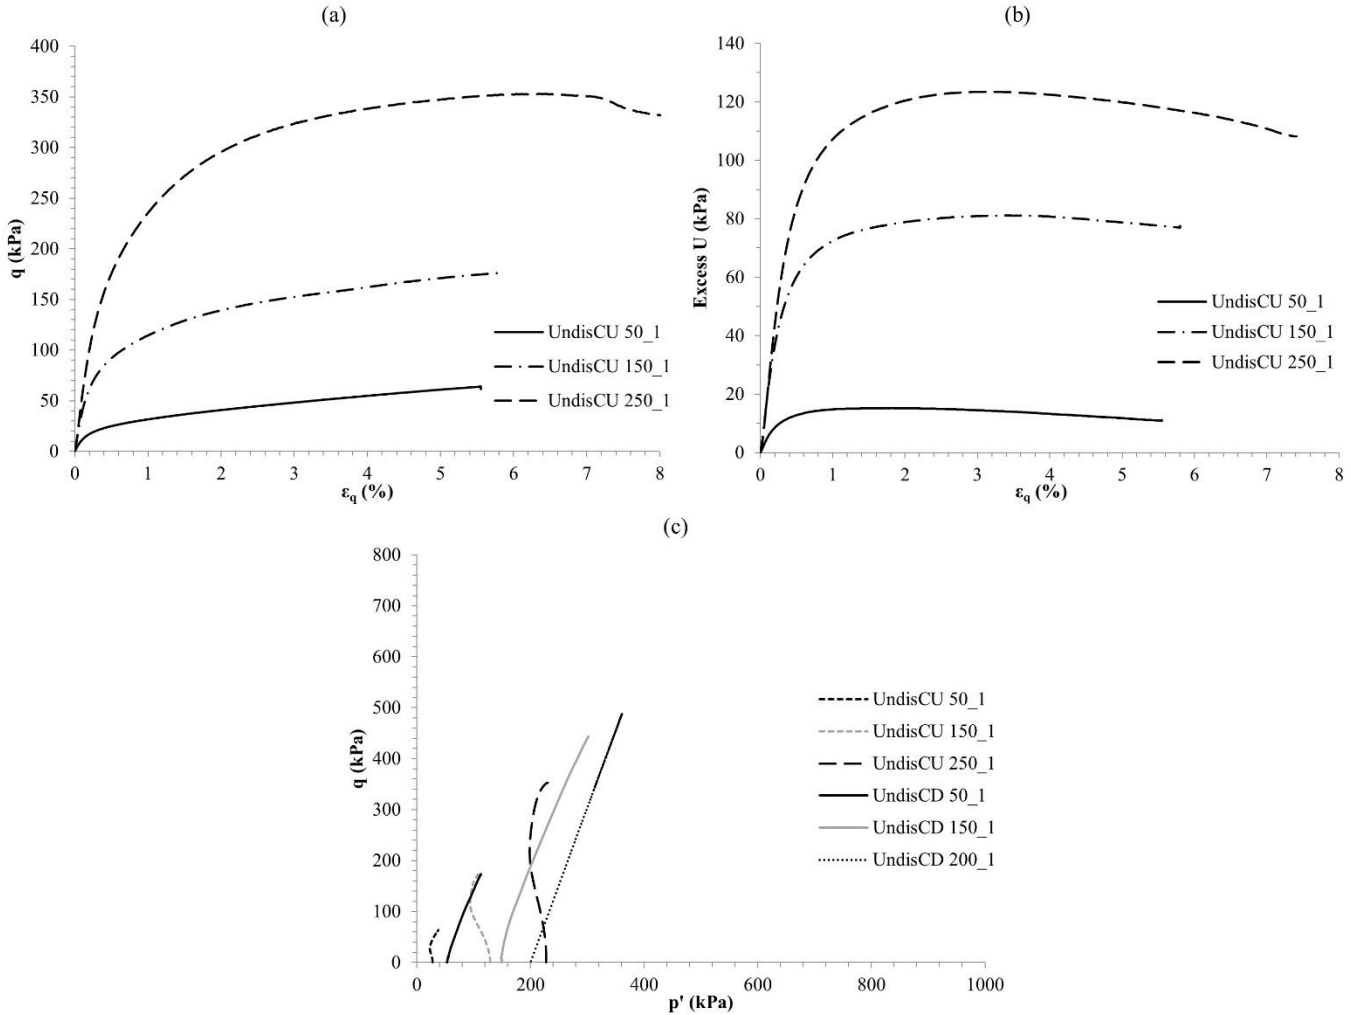 (a)
400
350
300
250
200
150
100
50
0
q (kPa)
0 1 2 3 4 5 6 7 8
εq (%)
UndisCU 50_1
UndisCU 150_1
UndisCU 250_1
(b)
140
120
100
80
60
40
20
0
Excess U (kPa)
0 1 2 3 4 5 6 7 8
εq (%)
UndisCU 50_1
UndisCU 150_1
UndisCU 250_1
(c)
800
700
600
500
400
300
200
100
0
q (kPa)
0 200 400 600 800 1000
p' (kPa)
UndisCU 50_1
UndisCU 150_1
UndisCU 250_1
UndisCD 50_1
UndisCD 150_1
UndisCD 200_1